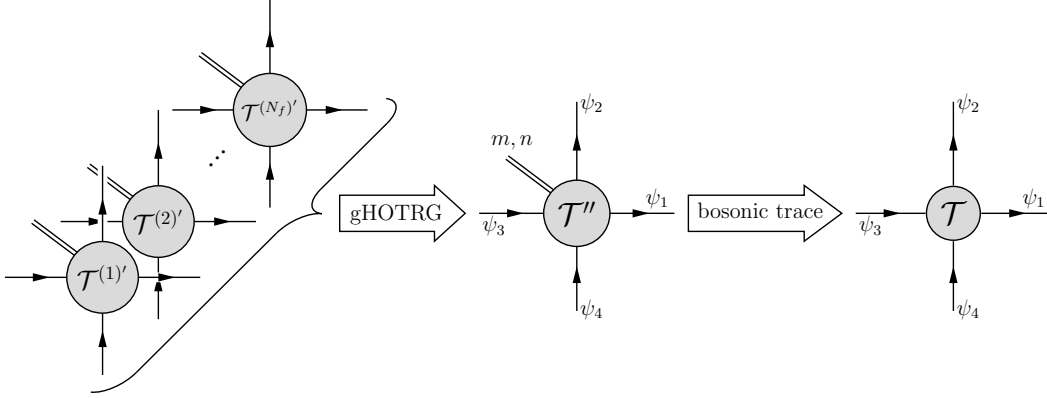 𝒯^{(N_f)′}
⋰
𝒯^{(2)′}
𝒯^{(1)′}
gHOTRG
ψ_2
m, n
𝒯″
ψ_1
ψ_3
ψ_4
bosonic trace
ψ_2
𝒯
ψ_1
ψ_3
ψ_4